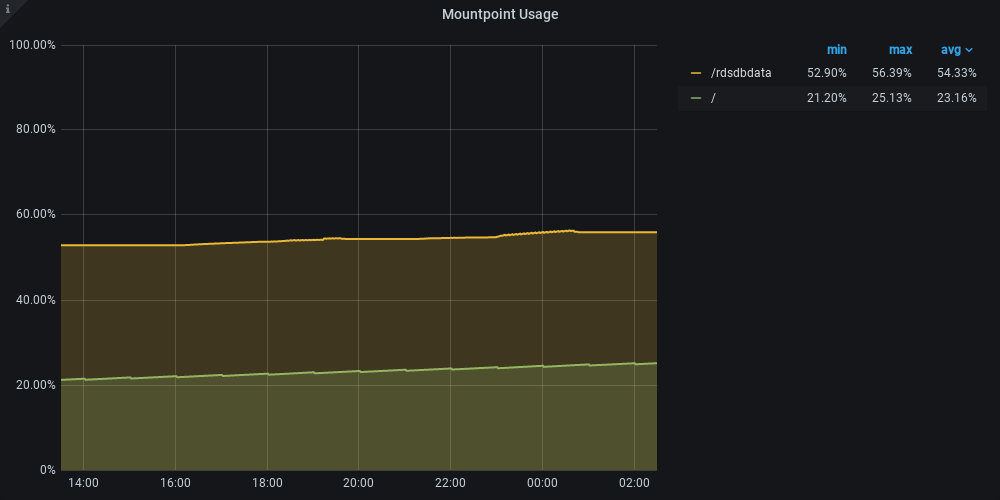 i
Mountpoint Usage
100.00%
80.00%
60.00%
40.00%
20.00%
0%
14:00 16:00 18:00 20:00 22:00 00:00 02:00
min max avg
/rdsdbdata 52.90% 56.39% 54.33%
/ 21.20% 25.13% 23.16%